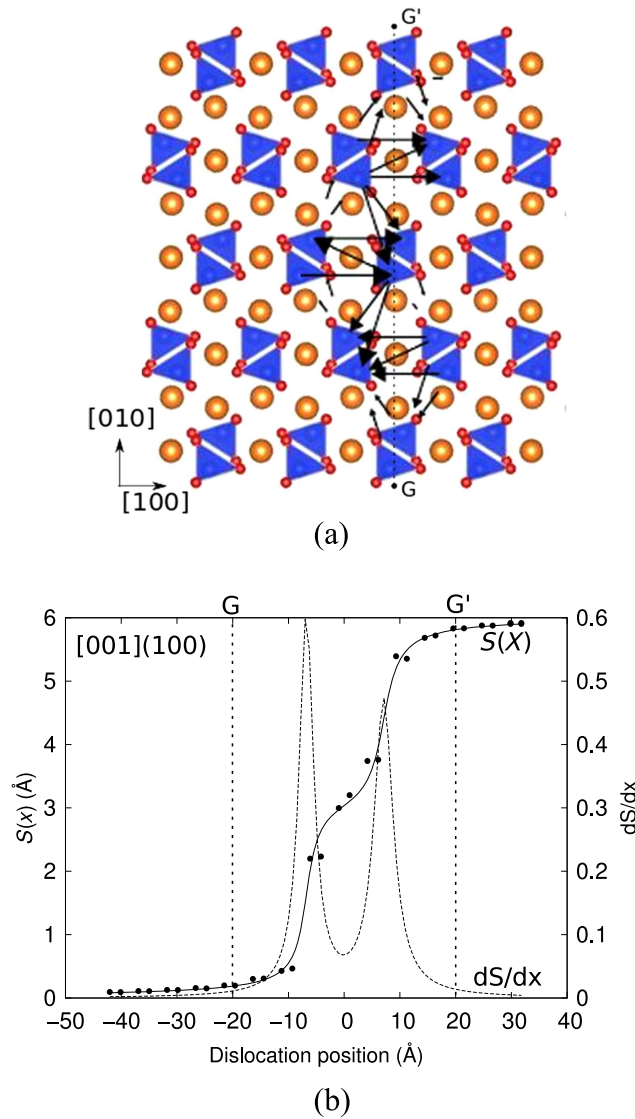 G'
[010]
[100]
G
(a)
G G'
[001](100)
S(X)
6
5
4
3
2
1
0
S(x) (Å)
0.6
0.5
0.4
0.3
0.2
0.1
0
dS/dx
dS/dx
−50 −40 −30 −20 −10 0 10 20 30 40
Dislocation position (Å)
(b)